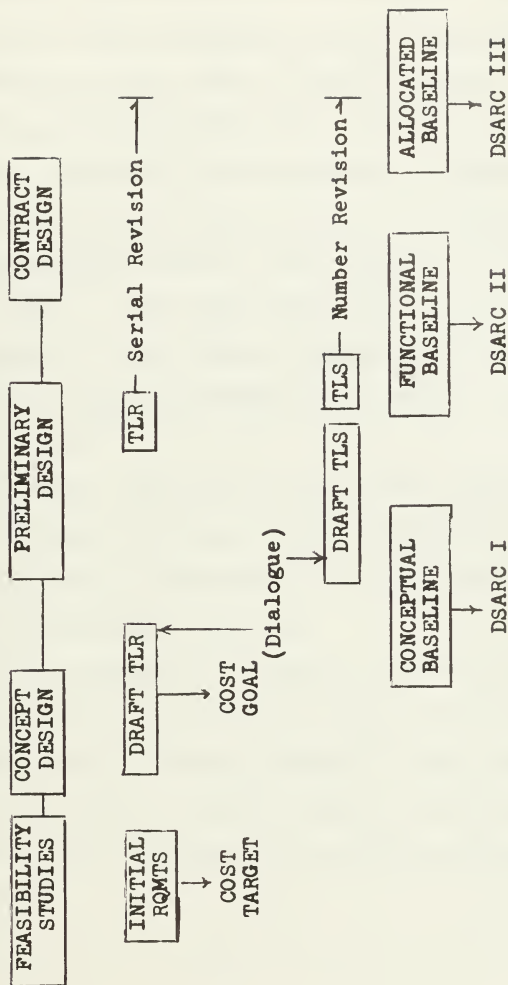 FEASIBILITY
STUDIES
CONCEPT
DESIGN
PRELIMINARY
DESIGN
CONTRACT
DESIGN
INITIAL
RQMTS
COST
TARGET
DRAFT TLR
COST
GOAL
TLR
Serial Revision
(Dialogue)
DRAFT TLS
TLS
Number Revision
CONCEPTUAL
BASELINE
DSARC I
FUNCTIONAL
BASELINE
DSARC II
ALLOCATED
BASELINE
DSARC III